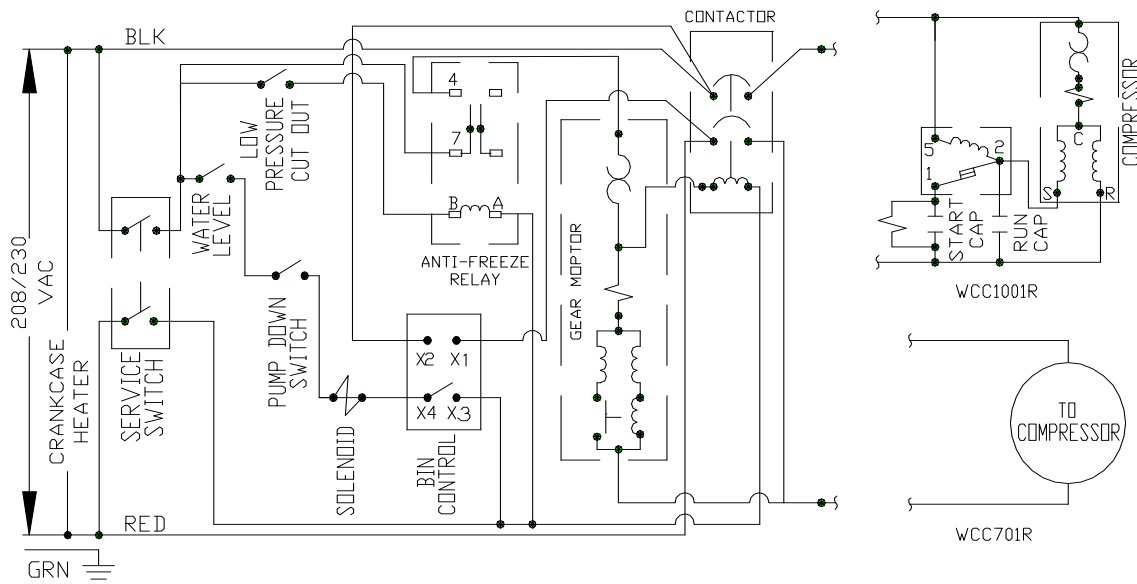 CONTACTOR
BLK
4
7
B A
ANTI-FREEZE
RELAY
LOW
PRESSURE
CUT OUT
WATER
LEVEL
208/230
VAC
CRANKCASE
HEATER
SERVICE
SWITCH
PUMP DOWN
SWITCH
SOLENOID
X2 X1
X4 X3
BIN
CONTROL
GEAR MOPTOR
RED
GRN
5 2
1
START
CAP
RUN
CAP
C
S R
COMPRESSOR
WCC1001R
TO
COMPRESSOR
WCC701R